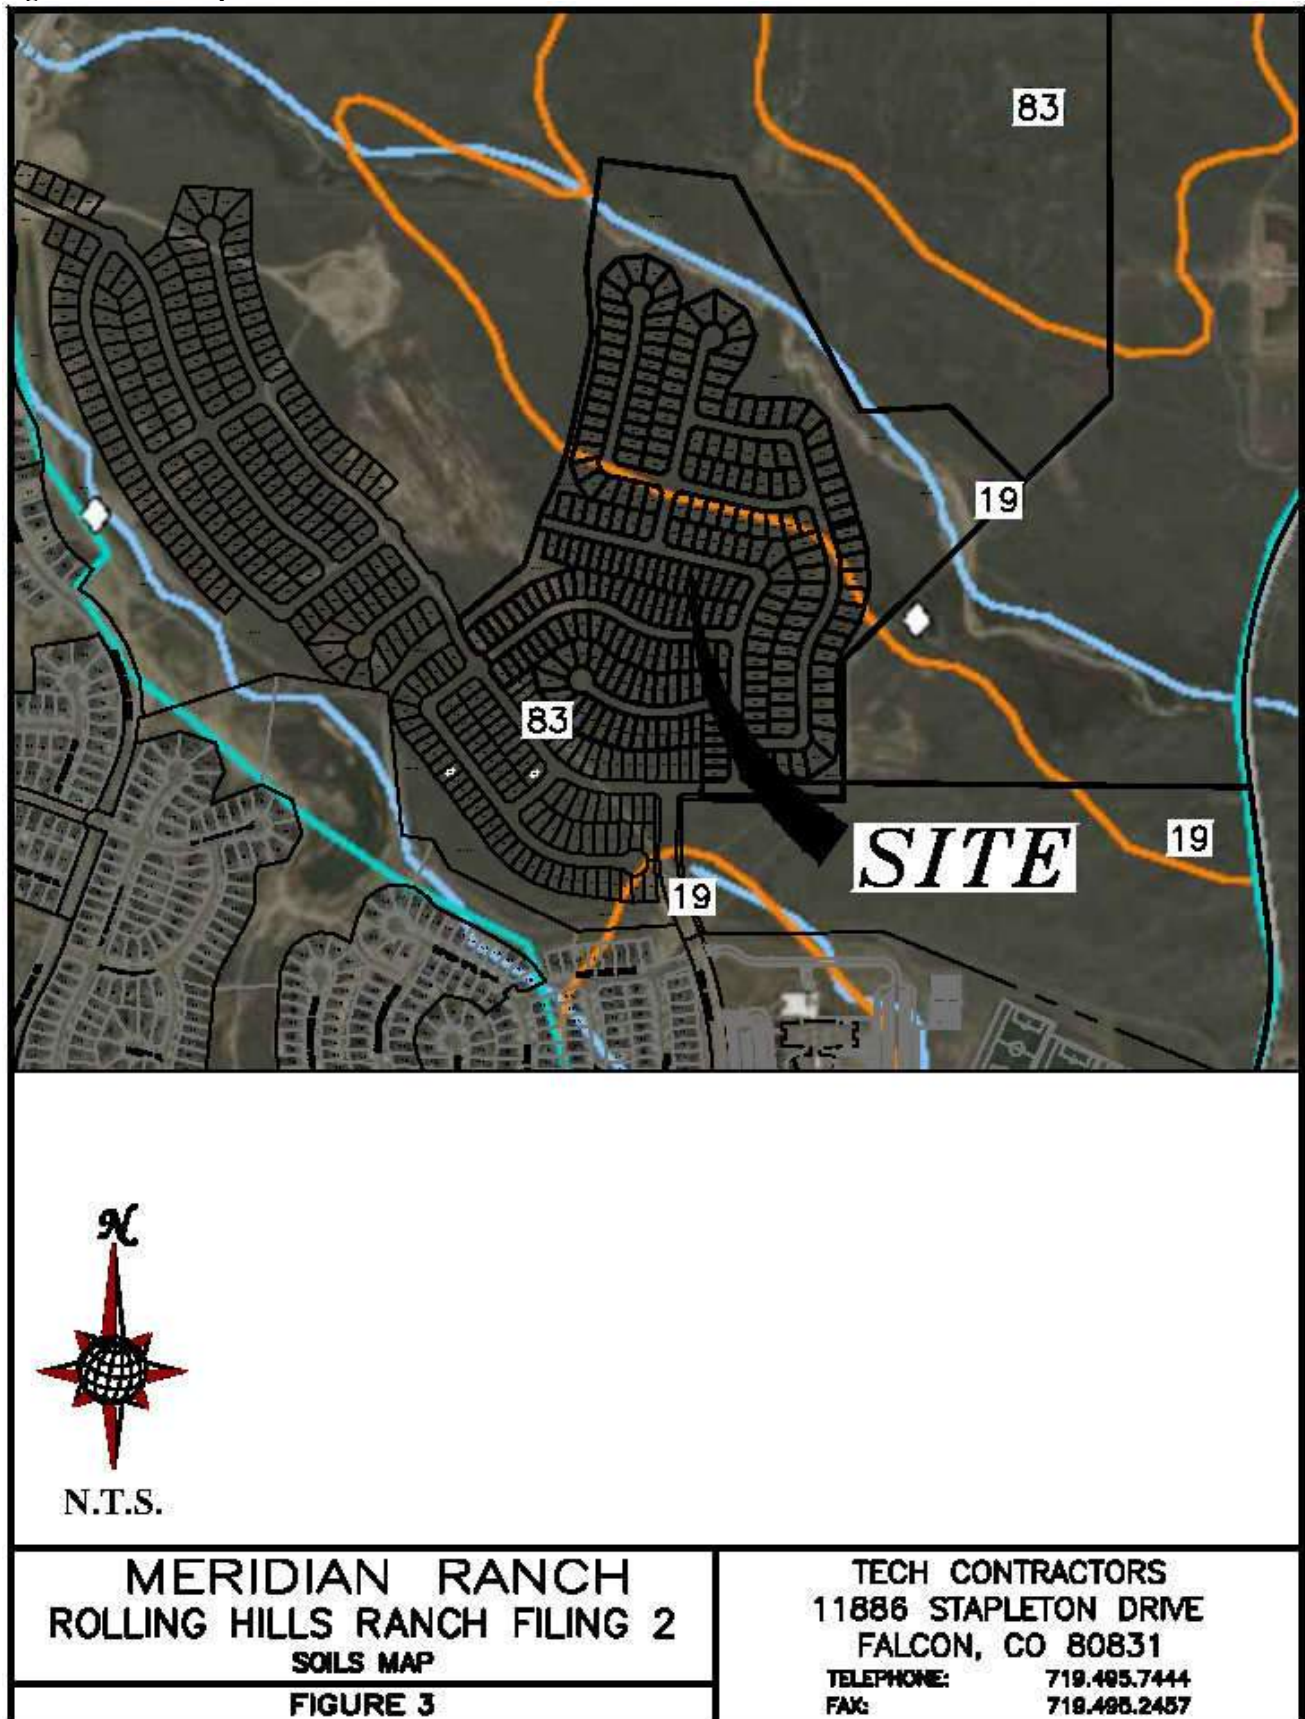 83
19
83
SITE
19
19
N
N.T.S.
MERIDIAN RANCH
ROLLING HILLS RANCH FILING 2
SOILS MAP
FIGURE 3
TECH CONTRACTORS
11886 STAPLETON DRIVE
FALCON, CO 80831
TELEPHONE: 719.495.7444
FAX: 719.495.2457